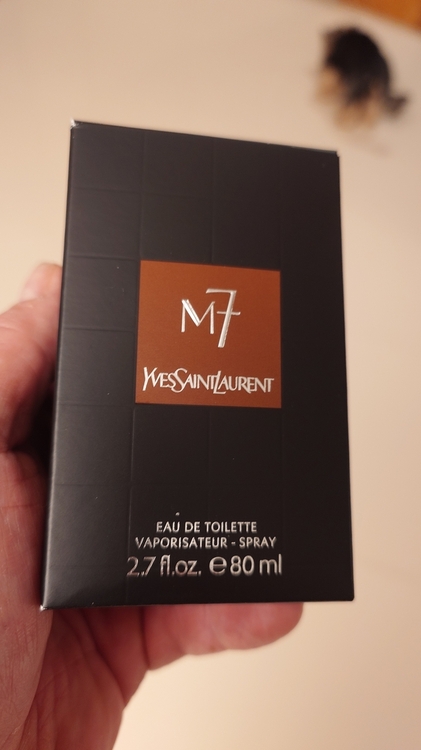 M7
YVESSAINTLAURENT
EAU DE TOILETTE
VAPORISATEUR - SPRAY
2.7 fl.oz. ℮80 ml